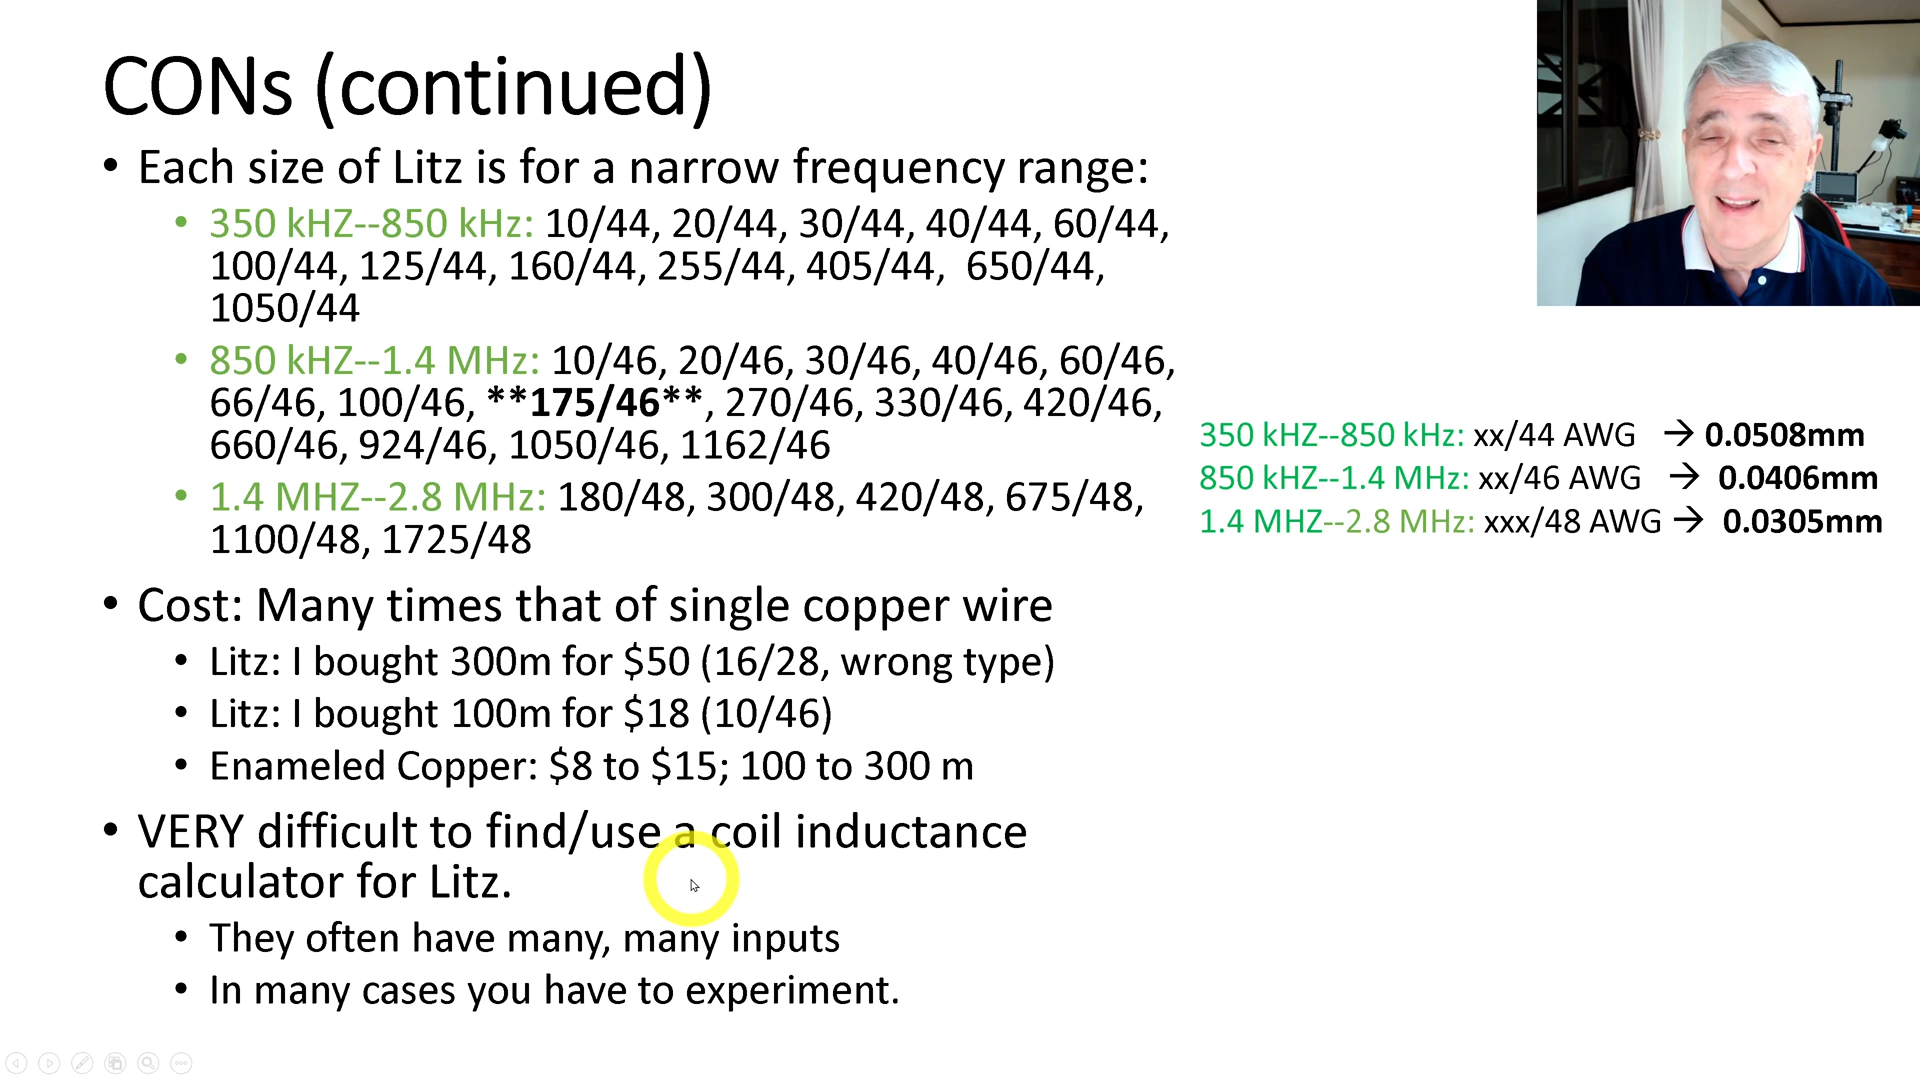 CONs (continued)
• Each size of Litz is for a narrow frequency range:
• 350 kHZ--850 kHz: 10/44, 20/44, 30/44, 40/44, 60/44,
100/44, 125/44, 160/44, 255/44, 405/44, 650/44,
1050/44
• 850 kHZ--1.4 MHz: 10/46, 20/46, 30/46, 40/46, 60/46,
66/46, 100/46, **175/46**, 270/46, 330/46, 420/46,
660/46, 924/46, 1050/46, 1162/46
• 1.4 MHZ--2.8 MHz: 180/48, 300/48, 420/48, 675/48,
1100/48, 1725/48
• Cost: Many times that of single copper wire
• Litz: I bought 300m for $50 (16/28, wrong type)
• Litz: I bought 100m for $18 (10/46)
• Enameled Copper: $8 to $15; 100 to 300 m
• VERY difficult to find/use a coil inductance
calculator for Litz.
• They often have many, many inputs
• In many cases you have to experiment.
350 kHZ--850 kHz: xx/44 AWG → 0.0508mm
850 kHZ--1.4 MHz: xx/46 AWG → 0.0406mm
1.4 MHZ--2.8 MHz: xxx/48 AWG → 0.0305mm